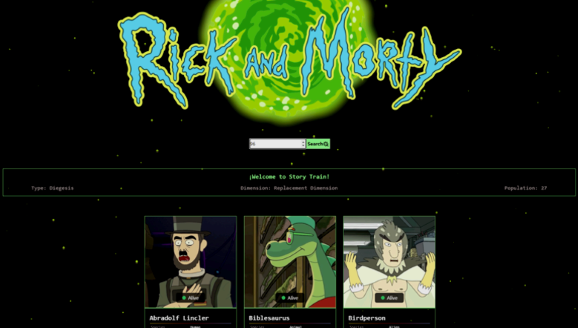 Rick and Morty
96
Search
¡Welcome to Story Train!
Type: Diegesis
Dimension: Replacement Dimension
Population: 27
Alive
Alive
Alive
Abradolf Lincler
Biblesaurus
Birdperson